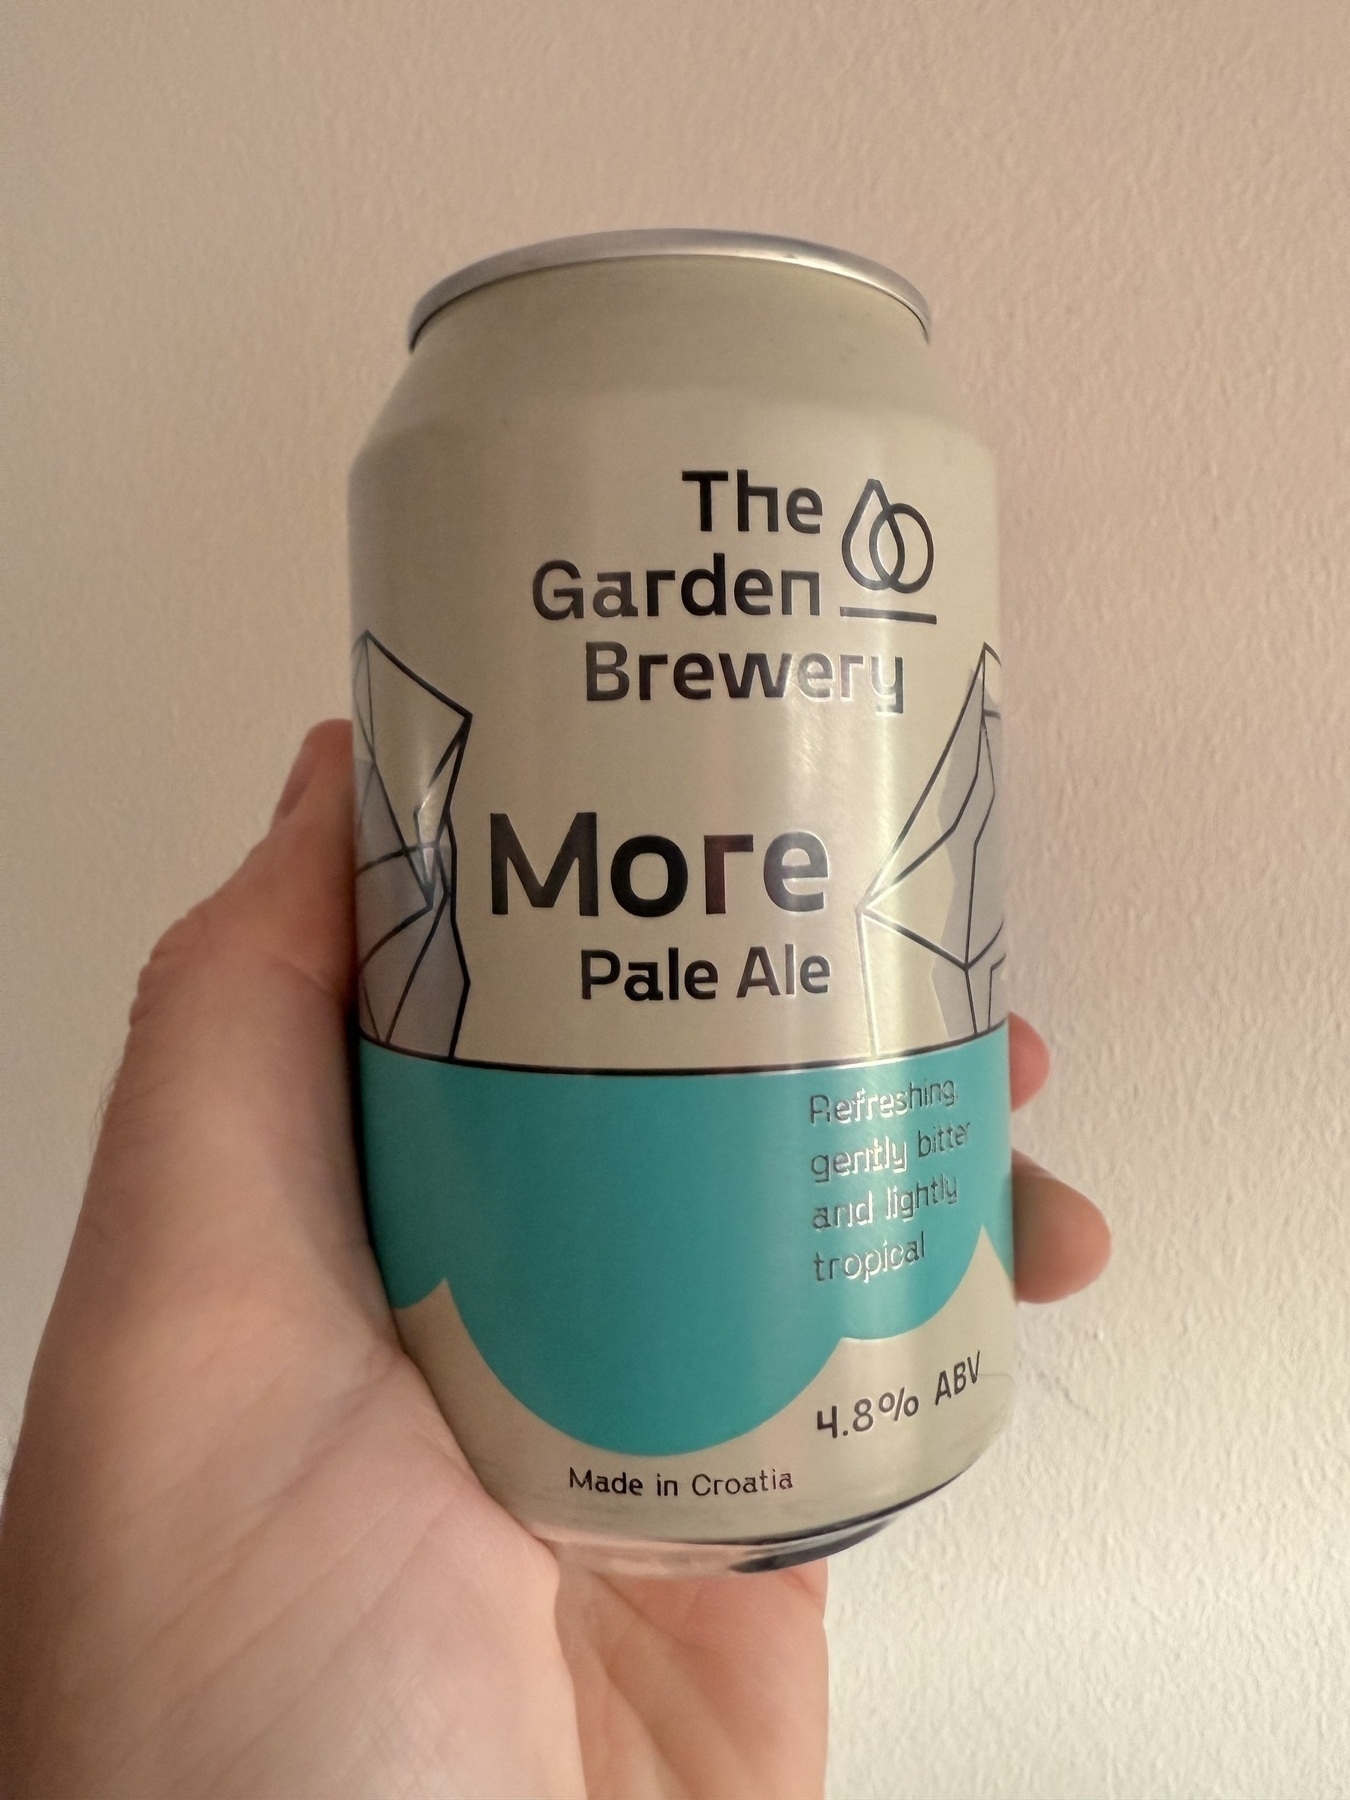 The
Garden
Brewery
More
Pale Ale
Refreshing,
gently bitter
and lightly
tropical
4.8% ABV
Made in Croatia